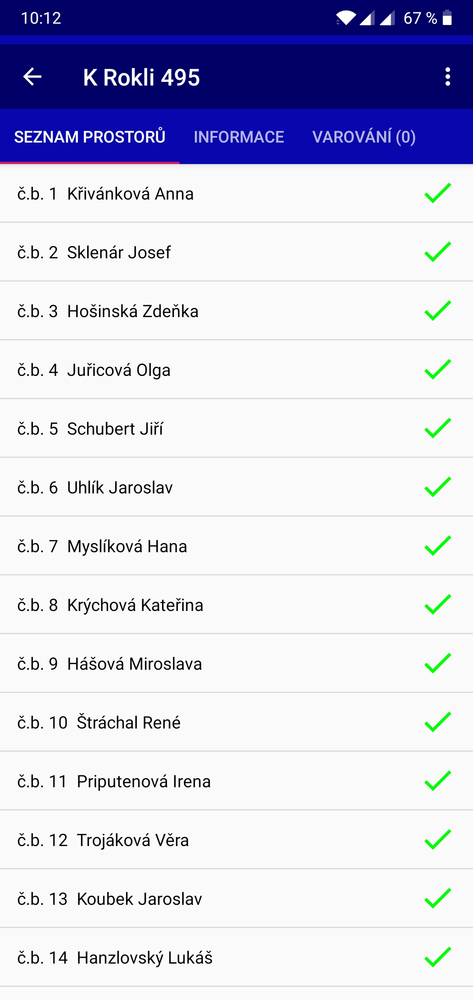 10:12
67 %
K Rokli 495
SEZNAM PROSTORŮ INFORMACE VAROVÁNÍ (0)
č.b. 1 Křivánková Anna
č.b. 2 Sklenár Josef
č.b. 3 Hošinská Zdeňka
č.b. 4 Juřicová Olga
č.b. 5 Schubert Jiří
č.b. 6 Uhlík Jaroslav
č.b. 7 Myslíková Hana
č.b. 8 Krýchová Kateřina
č.b. 9 Hášová Miroslava
č.b. 10 Štráchal René
č.b. 11 Priputenová Irena
č.b. 12 Trojáková Věra
č.b. 13 Koubek Jaroslav
č.b. 14 Hanzlovský Lukáš